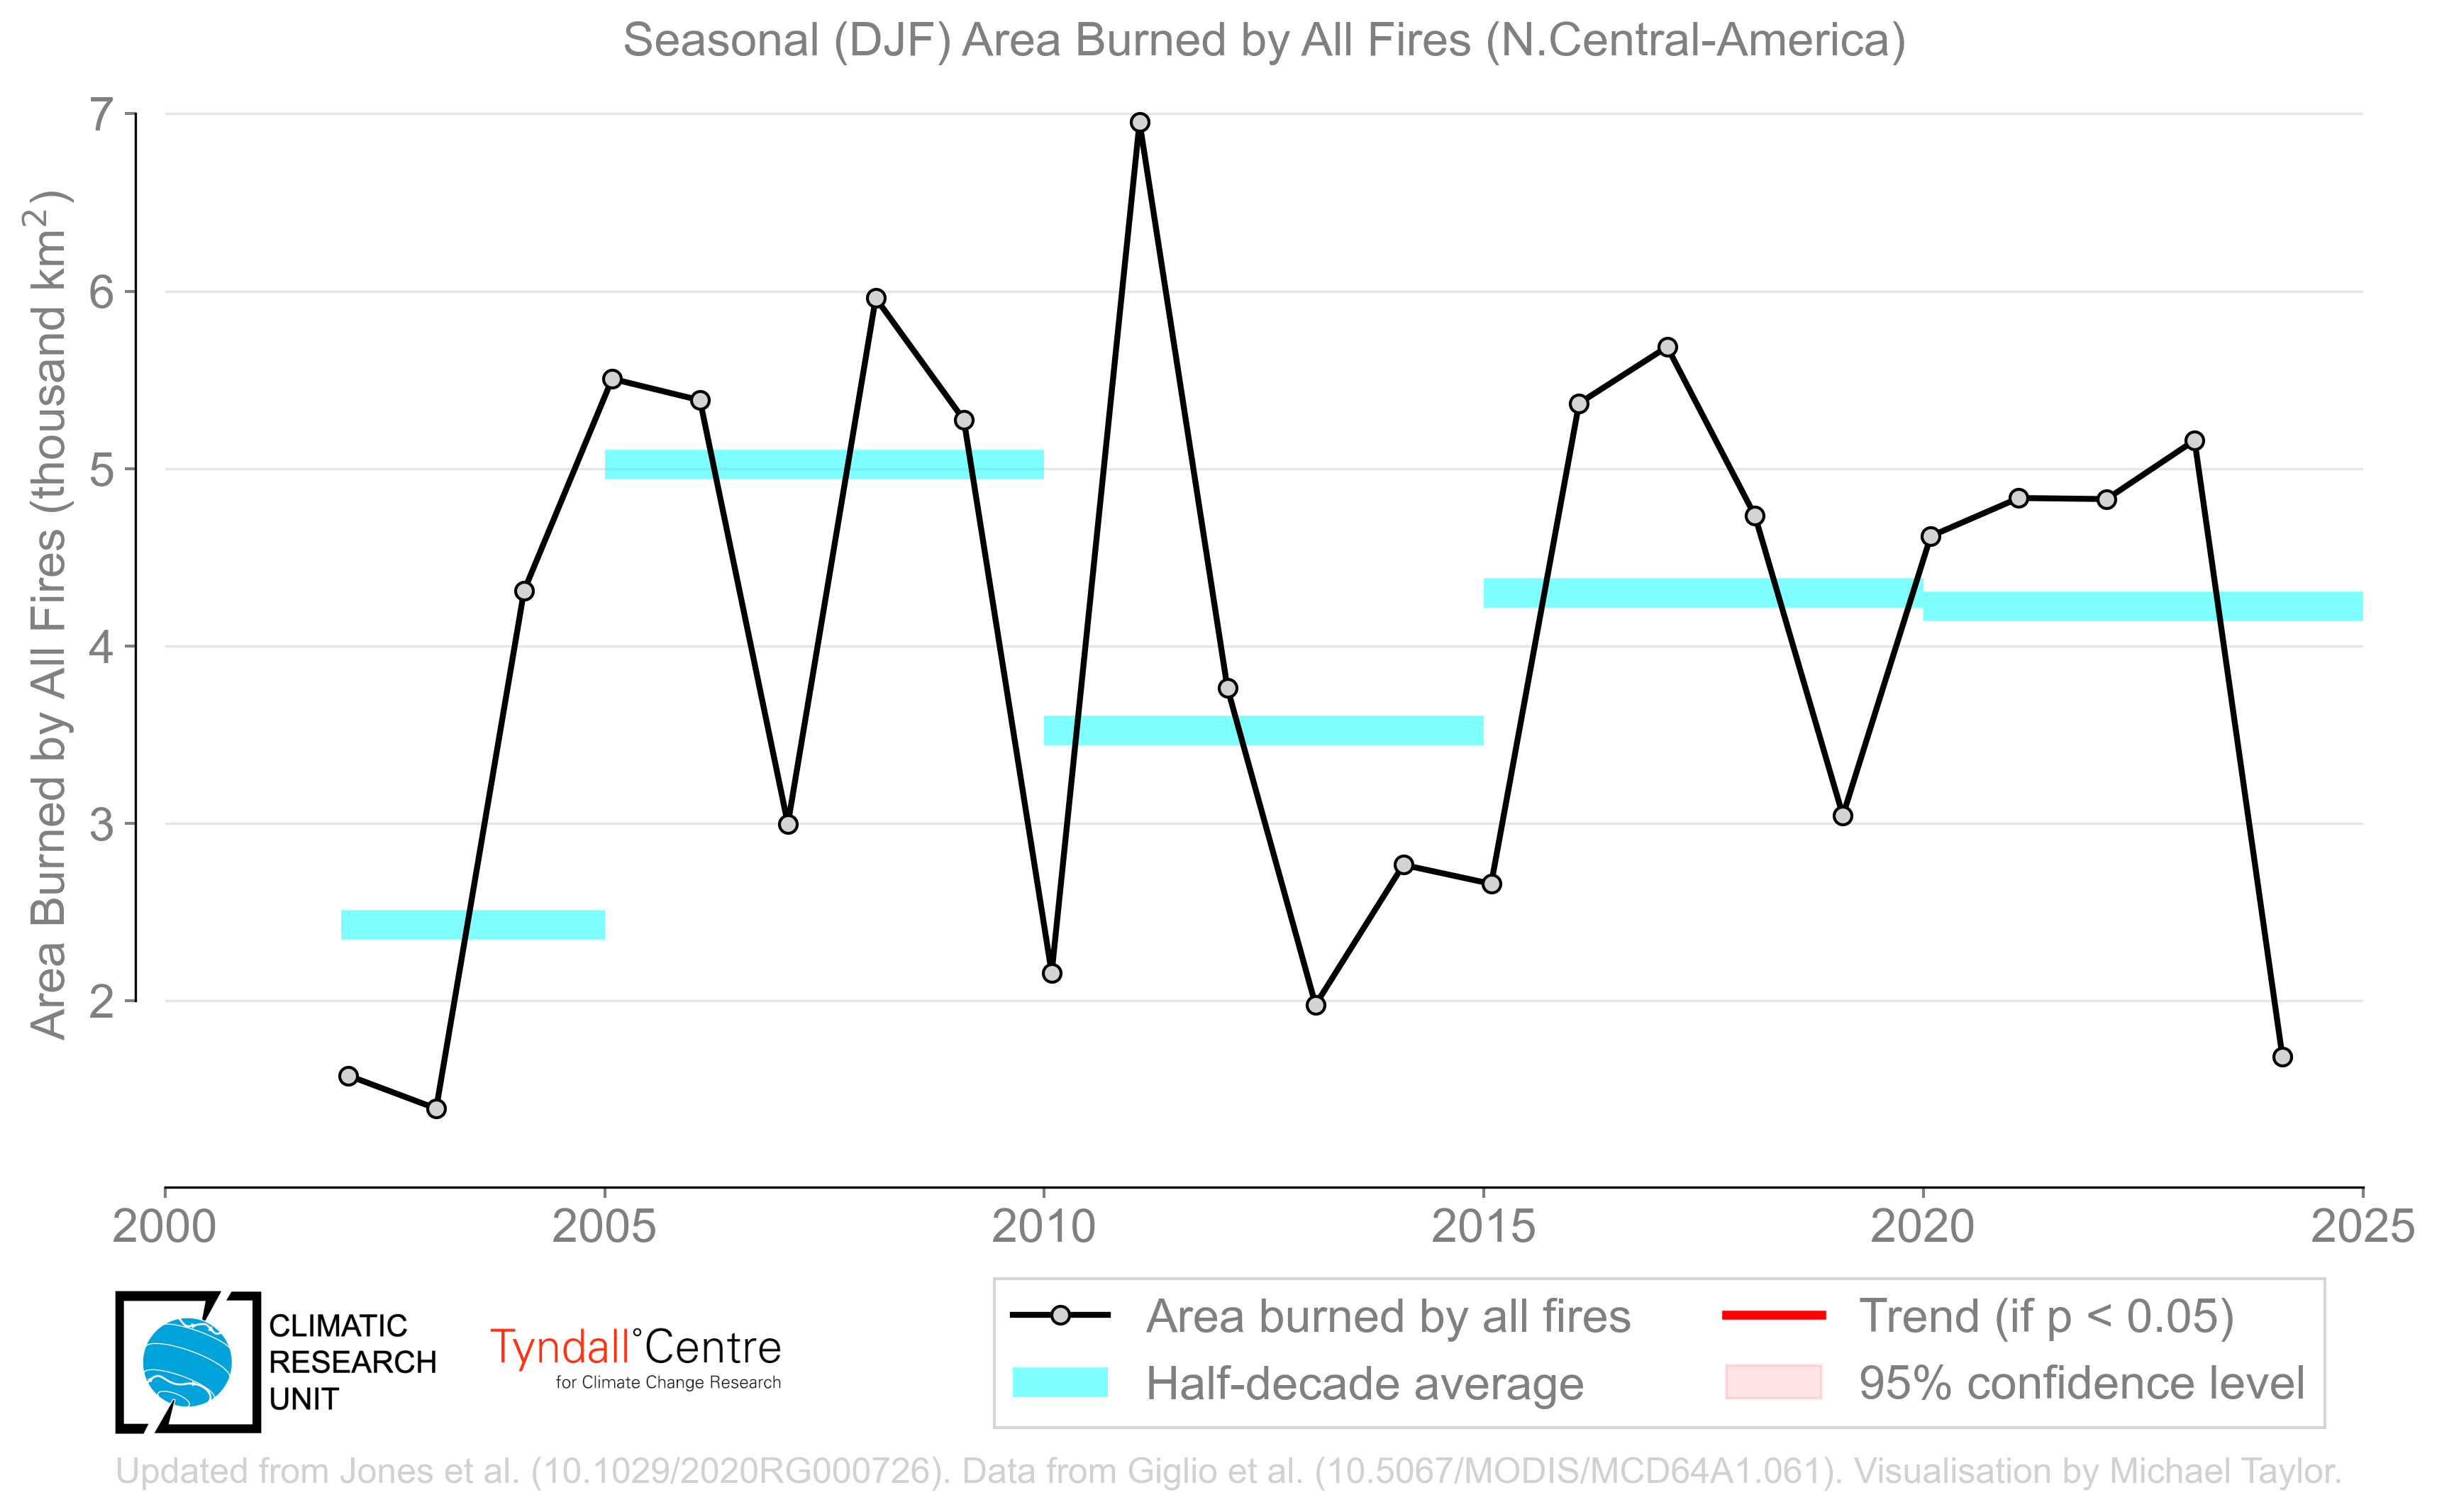 Seasonal (DJF) Area Burned by All Fires (N.Central-America)
Area Burned by All Fires (thousand km²)
7
6
5
4
3
2
2000
2005
2010
2015
2020
2025
CLIMATIC
RESEARCH
UNIT
Tyndall°Centre
for Climate Change Research
Area burned by all fires
Half-decade average
Trend (if p < 0.05)
95% confidence level
Updated from Jones et al. (10.1029/2020RG000726). Data from Giglio et al. (10.5067/MODIS/MCD64A1.061). Visualisation by Michael Taylor.